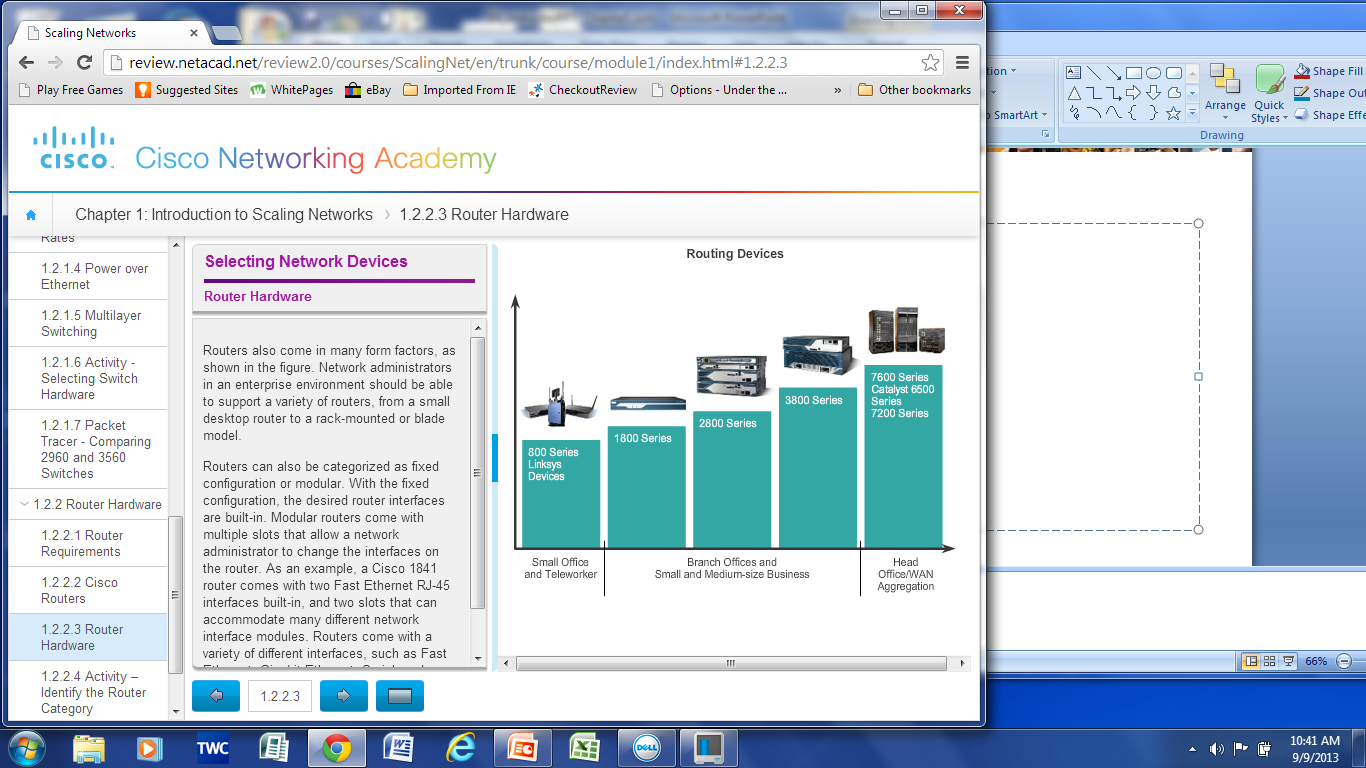 Scaling Networks
review.netacad.net/review2.0/courses/ScalingNet/en/trunk/course/module1/index.html#1.2.2.3
Play Free Games Suggested Sites WhitePages eBay Imported From IE CheckoutReview Options - Under the ... » Other bookmarks
CISCO. Cisco Networking Academy
Chapter 1: Introduction to Scaling Networks > 1.2.2.3 Router Hardware
Rates
1.2.1.4 Power over
Ethernet
1.2.1.5 Multilayer
Switching
1.2.1.6 Activity -
Selecting Switch
Hardware
1.2.1.7 Packet
Tracer - Comparing
2960 and 3560
Switches
1.2.2 Router Hardware
1.2.2.1 Router
Requirements
1.2.2.2 Cisco
Routers
1.2.2.3 Router
Hardware
1.2.2.4 Activity –
Identify the Router
Category
Selecting Network Devices
Router Hardware
Routers also come in many form factors, as
shown in the figure. Network administrators
in an enterprise environment should be able
to support a variety of routers, from a small
desktop router to a rack-mounted or blade
model.
Routers can also be categorized as fixed
configuration or modular. With the fixed
configuration, the desired router interfaces
are built-in. Modular routers come with
multiple slots that allow a network
administrator to change the interfaces on
the router. As an example, a Cisco 1841
router comes with two Fast Ethernet RJ-45
interfaces built-in, and two slots that can
accommodate many different network
interface modules. Routers come with a
variety of different interfaces, such as Fast
1.2.2.3
Routing Devices
800 Series
Linksys
Devices
1800 Series
2800 Series
3800 Series
7600 Series
Catalyst 6500
Series
7200 Series
Small Office
and Teleworker
Branch Offices and
Small and Medium-size Business
Head
Office/WAN
Aggregation
SmartArt
Arrange
Quick
Styles
Shape Fill
Shape Out
Shape Effe
Drawing
66%
TWC
DELL
10:41 AM
9/9/2013